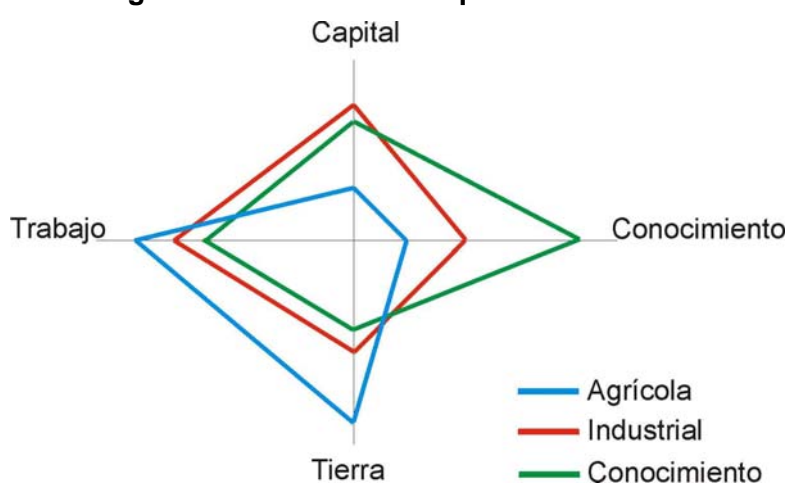 Capital
Trabajo
Conocimiento
Tierra
Agrícola
Industrial
Conocimiento